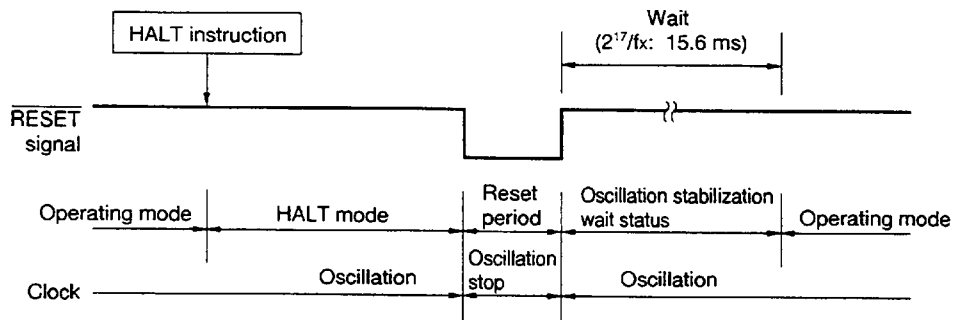 HALT instruction
Wait
(2¹⁷/fx: 15.6 ms)
RESET
signal
Operating mode
HALT mode
Reset
period
Oscillation stabilization
wait status
Operating mode
Clock
Oscillation
Oscillation
stop
Oscillation